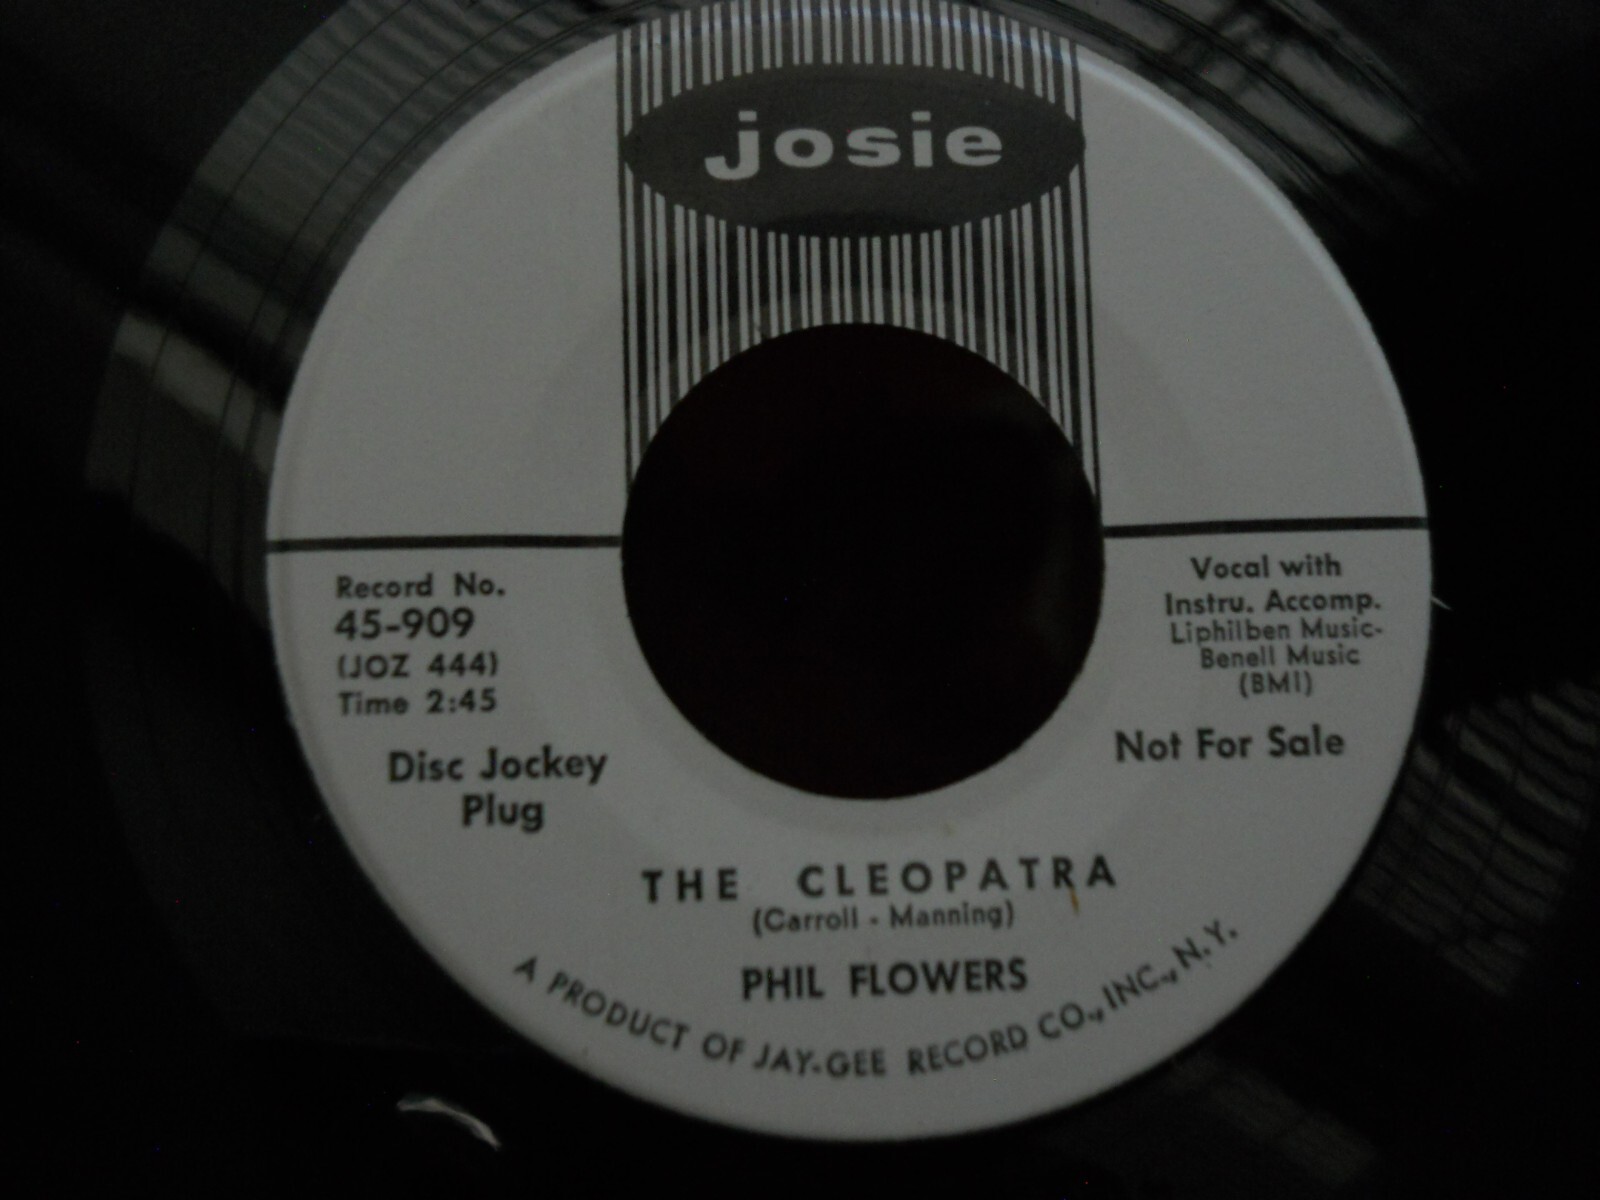 josie
Record No.
45-909
(JOZ 444)
Time 2:45
Disc Jockey
Plug
Vocal with
Instru. Accomp.
Liphilben Music-
Benell Music
(BMI)
Not For Sale
THE CLEOPATRA
(Carroll - Manning)
PHIL FLOWERS
A PRODUCT OF JAY-GEE RECORD CO., INC., N.Y.